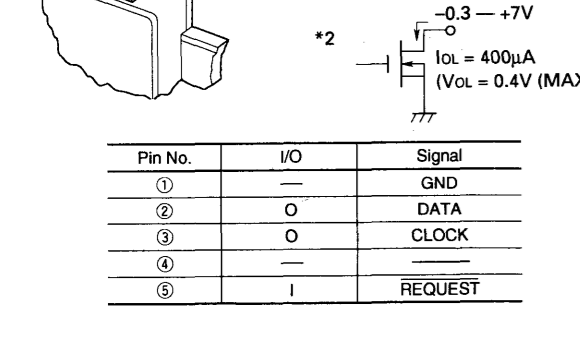 –0.3 — +7V
*2
IOL = 400µA
(VOL = 0.4V (MAX
Pin No. I/O Signal
① — GND
② O DATA
③ O CLOCK
④ — ——
⑤ I REQUEST